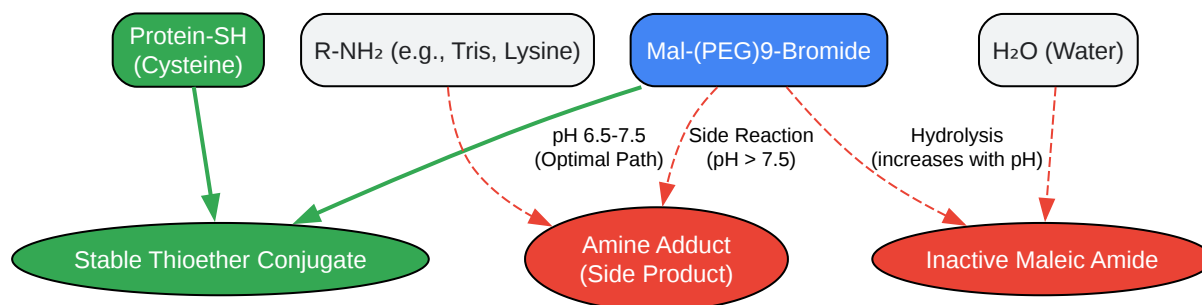 Protein-SH
(Cysteine)
R-NH₂ (e.g., Tris, Lysine)
Mal-(PEG)9-Bromide
H₂O (Water)
pH 6.5-7.5
(Optimal Path)
Side Reaction
(pH > 7.5)
Hydrolysis
(increases with pH)
Stable Thioether Conjugate
Amine Adduct
(Side Product)
Inactive Maleic Amide